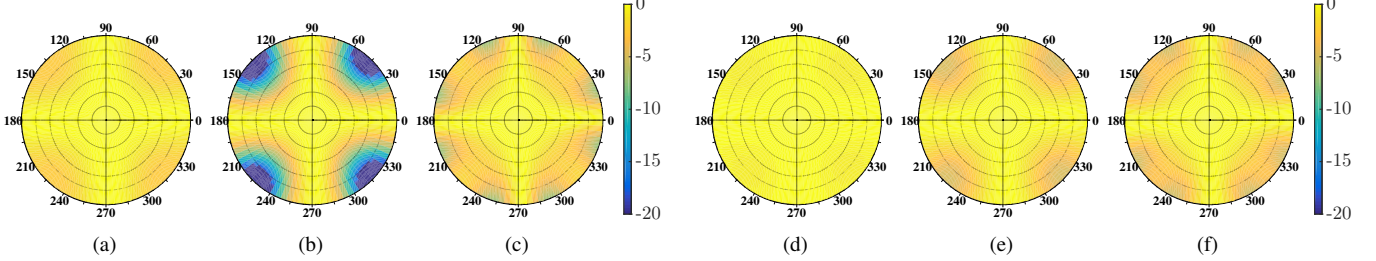 90 90 90 0 90 90 90 0
120 60 120 60 120 60 120 60 120 60 120 60
-5 -5
150 30 150 30 150 30 150 30 150 30 150 30
-10 -10
180 0 180 0 180 0 180 0 180 0 180 0
-15 -15
210 330 210 330 210 330 210 330 210 330 210 330
240 300 240 300 240 300 240 300 240 300 240 300
270 270 270 -20 270 270 270 -20
(a) (b) (c) (d) (e) (f)